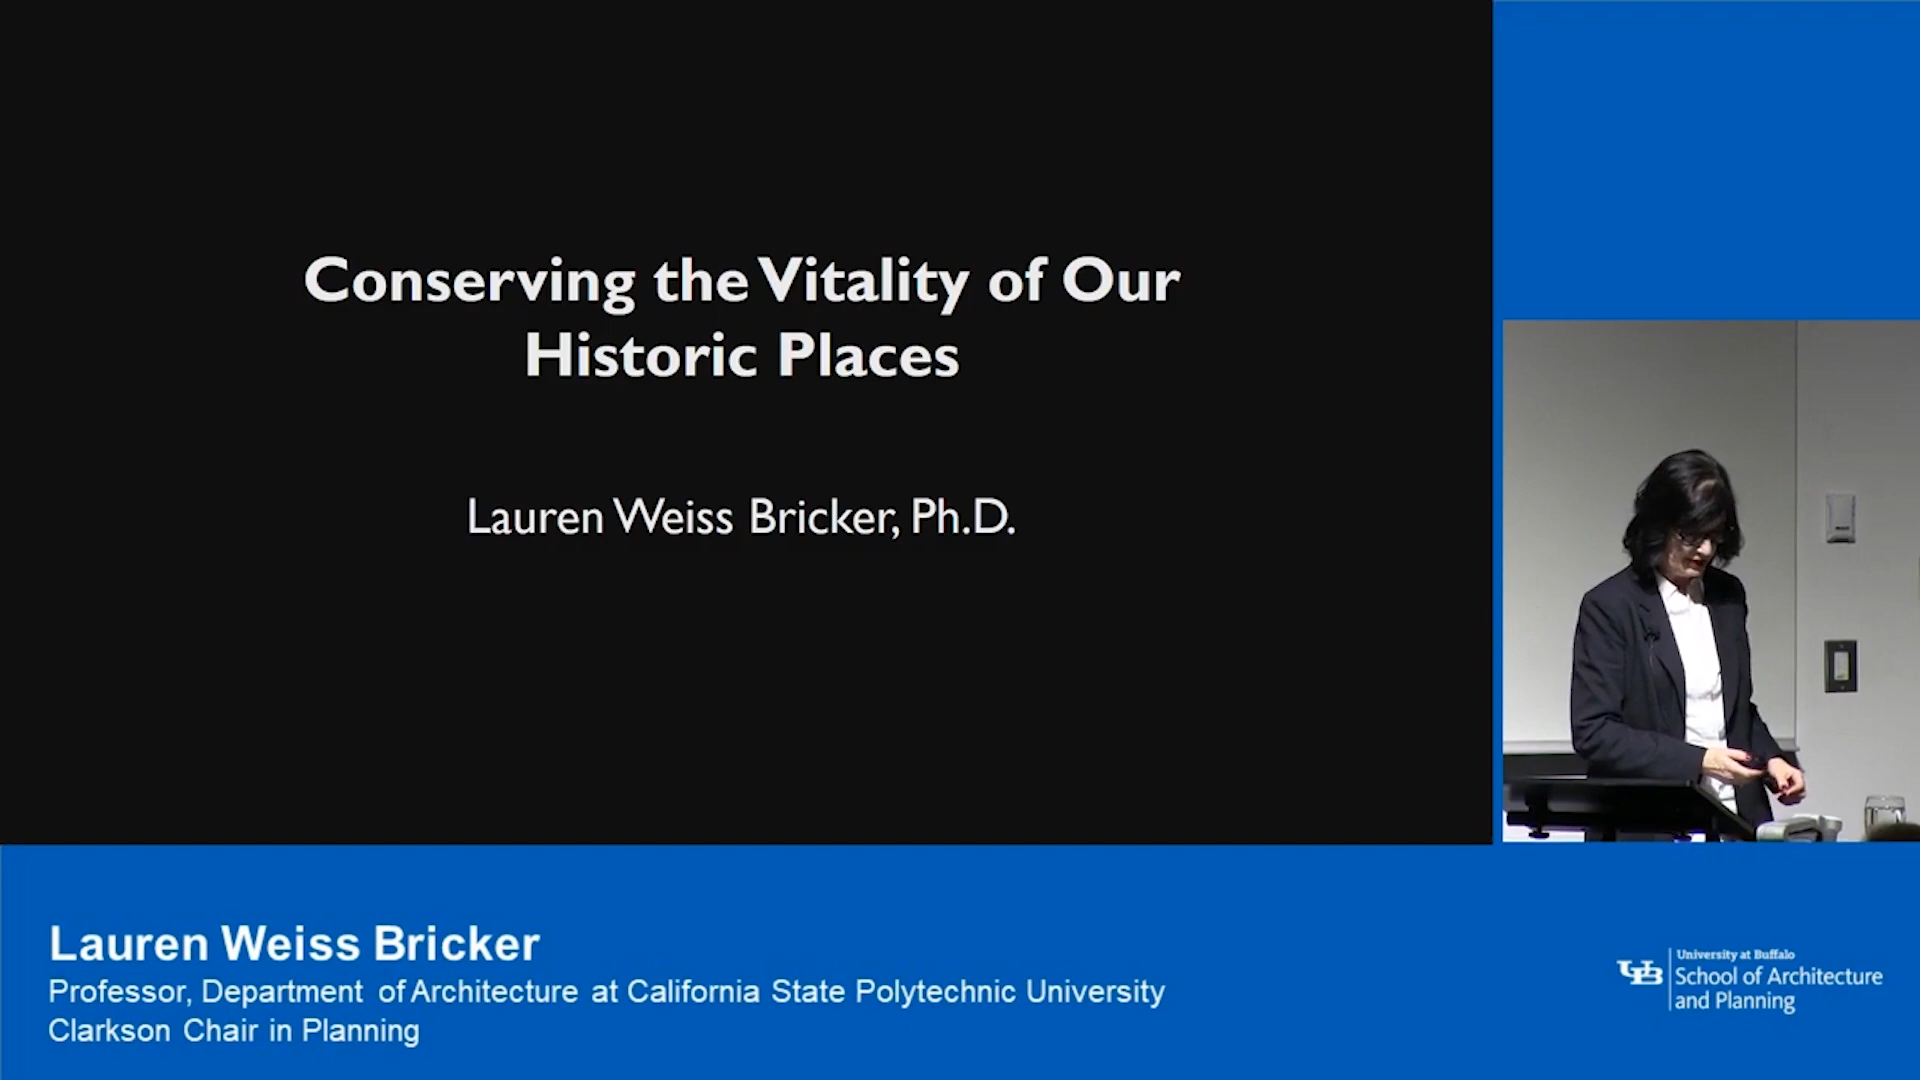 Conserving the Vitality of Our
Historic Places
Lauren Weiss Bricker, Ph.D.
Lauren Weiss Bricker
Professor, Department of Architecture at California State Polytechnic University
Clarkson Chair in Planning
UB
University at Buffalo
School of Architecture
and Planning